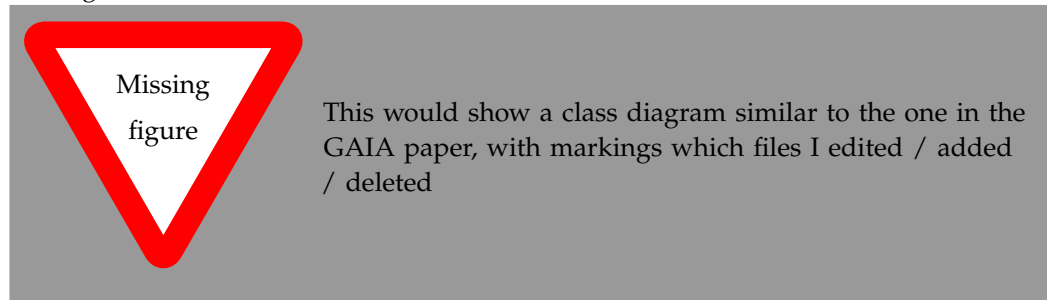 Missing
figure
This would show a class diagram similar to the one in the
GAIA paper, with markings which files I edited / added
/ deleted